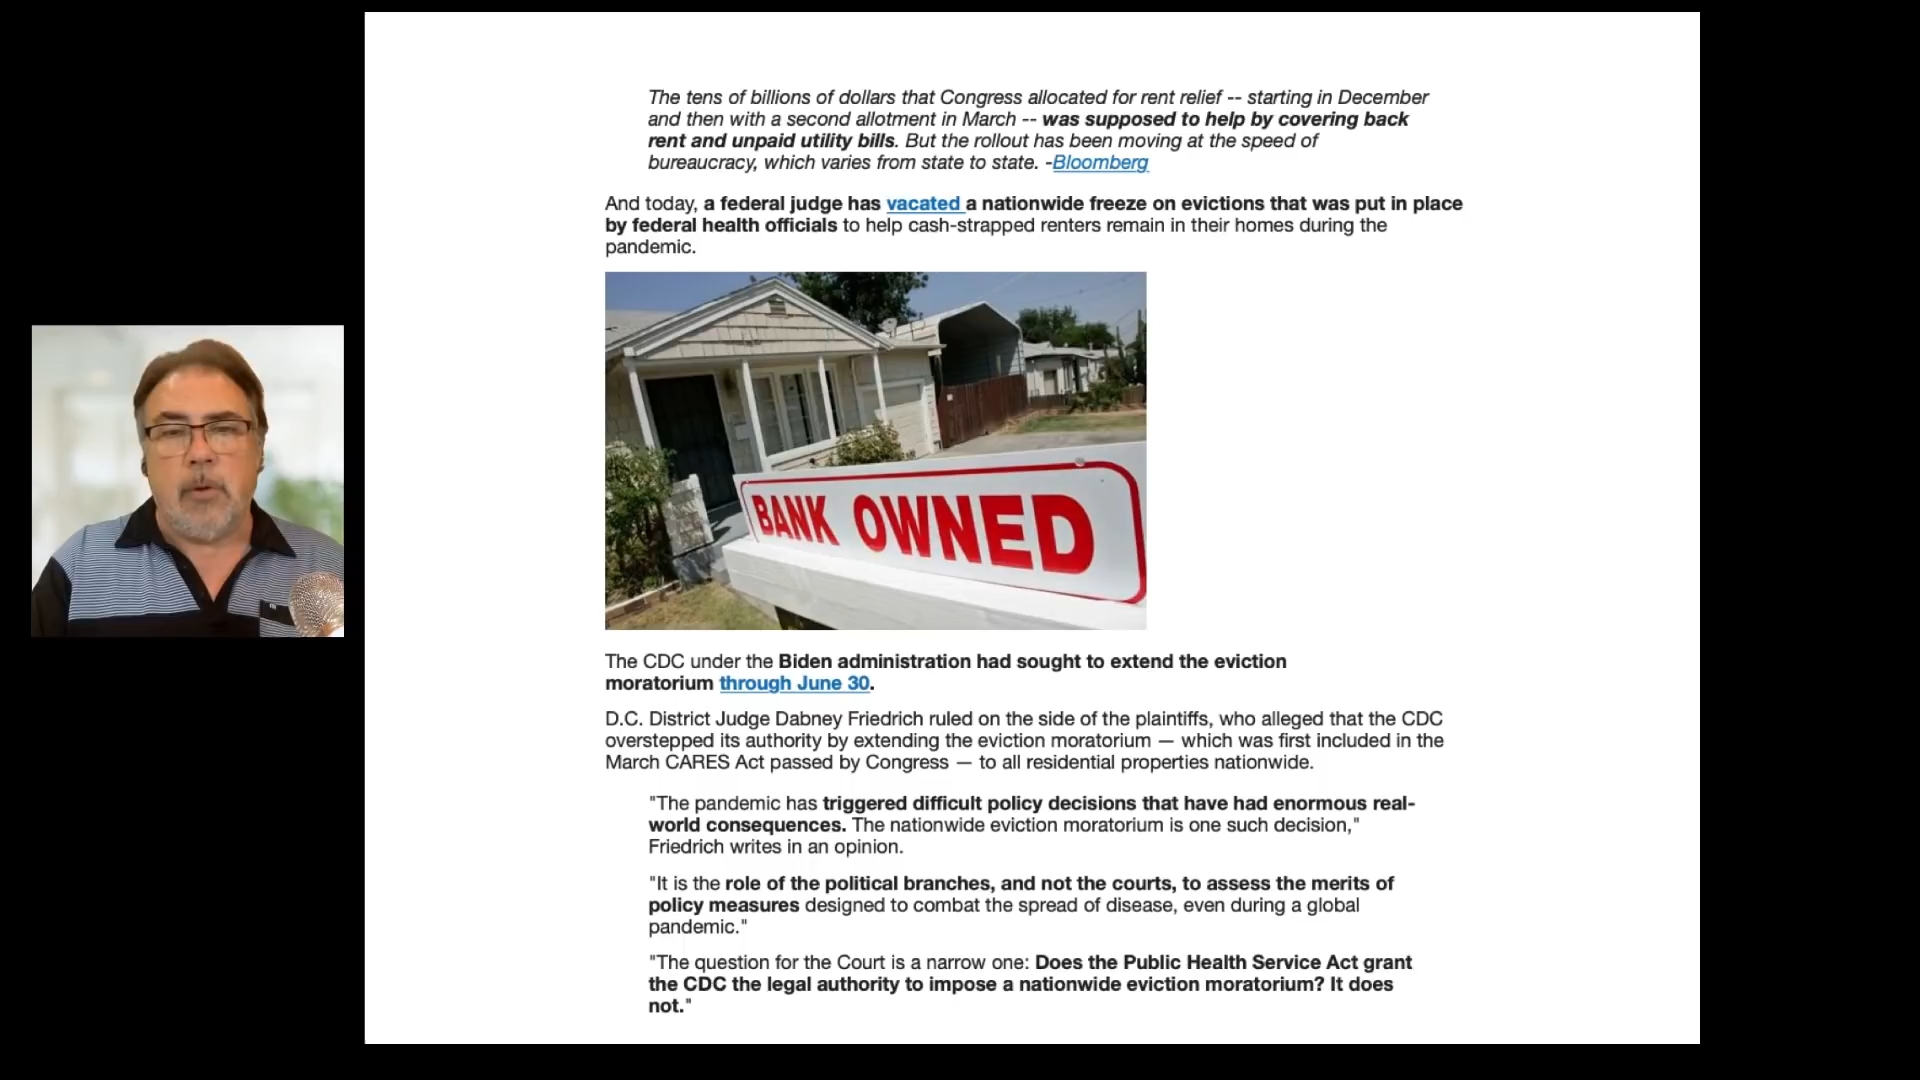 The tens of billions of dollars that Congress allocated for rent relief -- starting in December
and then with a second allotment in March -- was supposed to help by covering back
rent and unpaid utility bills. But the rollout has been moving at the speed of
bureaucracy, which varies from state to state. -Bloomberg
And today, a federal judge has vacated a nationwide freeze on evictions that was put in place
by federal health officials to help cash-strapped renters remain in their homes during the
pandemic.
BANK OWNED
The CDC under the Biden administration had sought to extend the eviction
moratorium through June 30.
D.C. District Judge Dabney Friedrich ruled on the side of the plaintiffs, who alleged that the CDC
overstepped its authority by extending the eviction moratorium — which was first included in the
March CARES Act passed by Congress — to all residential properties nationwide.
"The pandemic has triggered difficult policy decisions that have had enormous real-
world consequences. The nationwide eviction moratorium is one such decision,"
Friedrich writes in an opinion.
"It is the role of the political branches, and not the courts, to assess the merits of
policy measures designed to combat the spread of disease, even during a global
pandemic."
"The question for the Court is a narrow one: Does the Public Health Service Act grant
the CDC the legal authority to impose a nationwide eviction moratorium? It does
not."